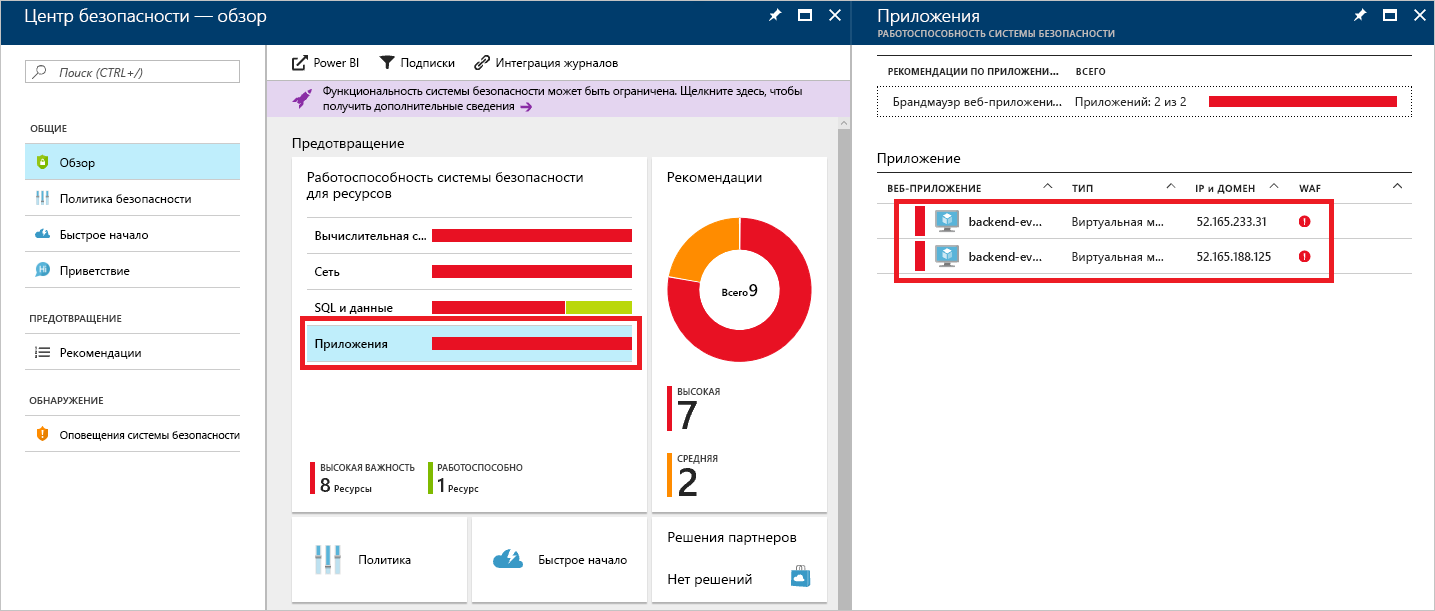 Центр безопасности — обзор
Поиск (CTRL+/)
ОБЩИЕ
Обзор
Политика безопасности
Быстрое начало
Hi
Приветствие
ПРЕДОТВРАЩЕНИЕ
Рекомендации
ОБНАРУЖЕНИЕ
Оповещения системы безопасности
Power BI
Подписки
Интеграция журналов
Функциональность системы безопасности может быть ограничена. Щелкните здесь, чтобы
получить дополнительные сведения →
Предотвращение
Работоспособность системы безопасности
для ресурсов
Вычислительная с...
Сеть
SQL и данные
Приложения
ВЫСОКАЯ ВАЖНОСТЬ
8 Ресурсы
РАБОТОСПОСОБНО
1 Ресурс
Рекомендации
Всего9
ВЫСОКАЯ
7
СРЕДНЯЯ
2
Политика
Быстрое начало
Решения партнеров
Нет решений
Приложения
РАБОТОСПОСОБНОСТЬ СИСТЕМЫ БЕЗОПАСНОСТИ
РЕКОМЕНДАЦИИ ПО ПРИЛОЖЕНИ... ВСЕГО
Брандмауэр веб-приложени... Приложений: 2 из 2
Приложение
ВЕБ-ПРИЛОЖЕНИЕ ТИП IP и ДОМЕН WAF
backend-ev... Виртуальная м... 52.165.233.31
backend-ev... Виртуальная м... 52.165.188.125